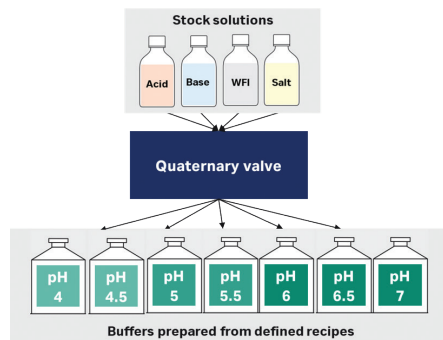 Stock solutions
Acid Base WFI Salt
Quaternary valve
pH pH pH pH pH pH pH
4 4.5 5 5.5 6 6.5 7
Buffers prepared from defined recipes